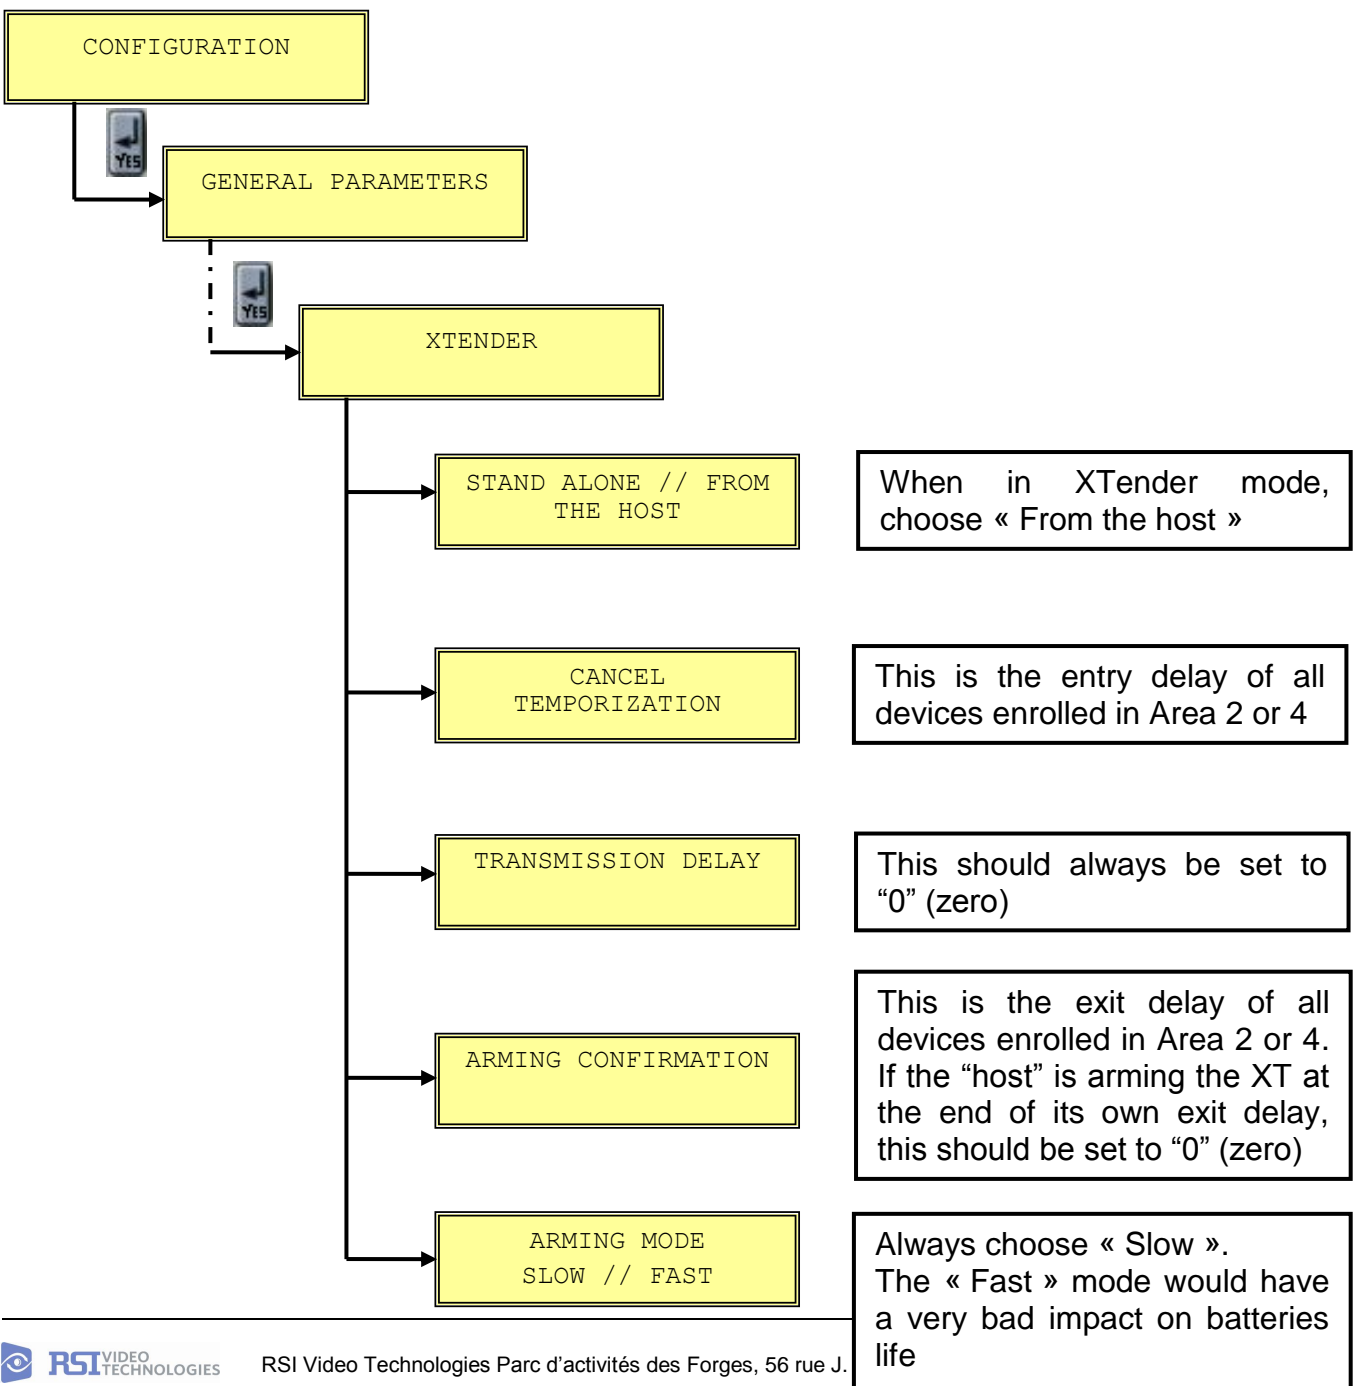 CONFIGURATION
YES
GENERAL PARAMETERS
YES
XTENDER
STAND ALONE // FROM
THE HOST
When in XTender mode,
choose « From the host »
CANCEL
TEMPORIZATION
This is the entry delay of all
devices enrolled in Area 2 or 4
TRANSMISSION DELAY
This should always be set to
“0” (zero)
ARMING CONFIRMATION
This is the exit delay of all
devices enrolled in Area 2 or 4.
If the “host” is arming the XT at
the end of its own exit delay,
this should be set to “0” (zero)
ARMING MODE
SLOW // FAST
Always choose « Slow ».
The « Fast » mode would have
a very bad impact on batteries
life
RSI VIDEO
TECHNOLOGIES
RSI Video Technologies Parc d’activités des Forges, 56 rue J.